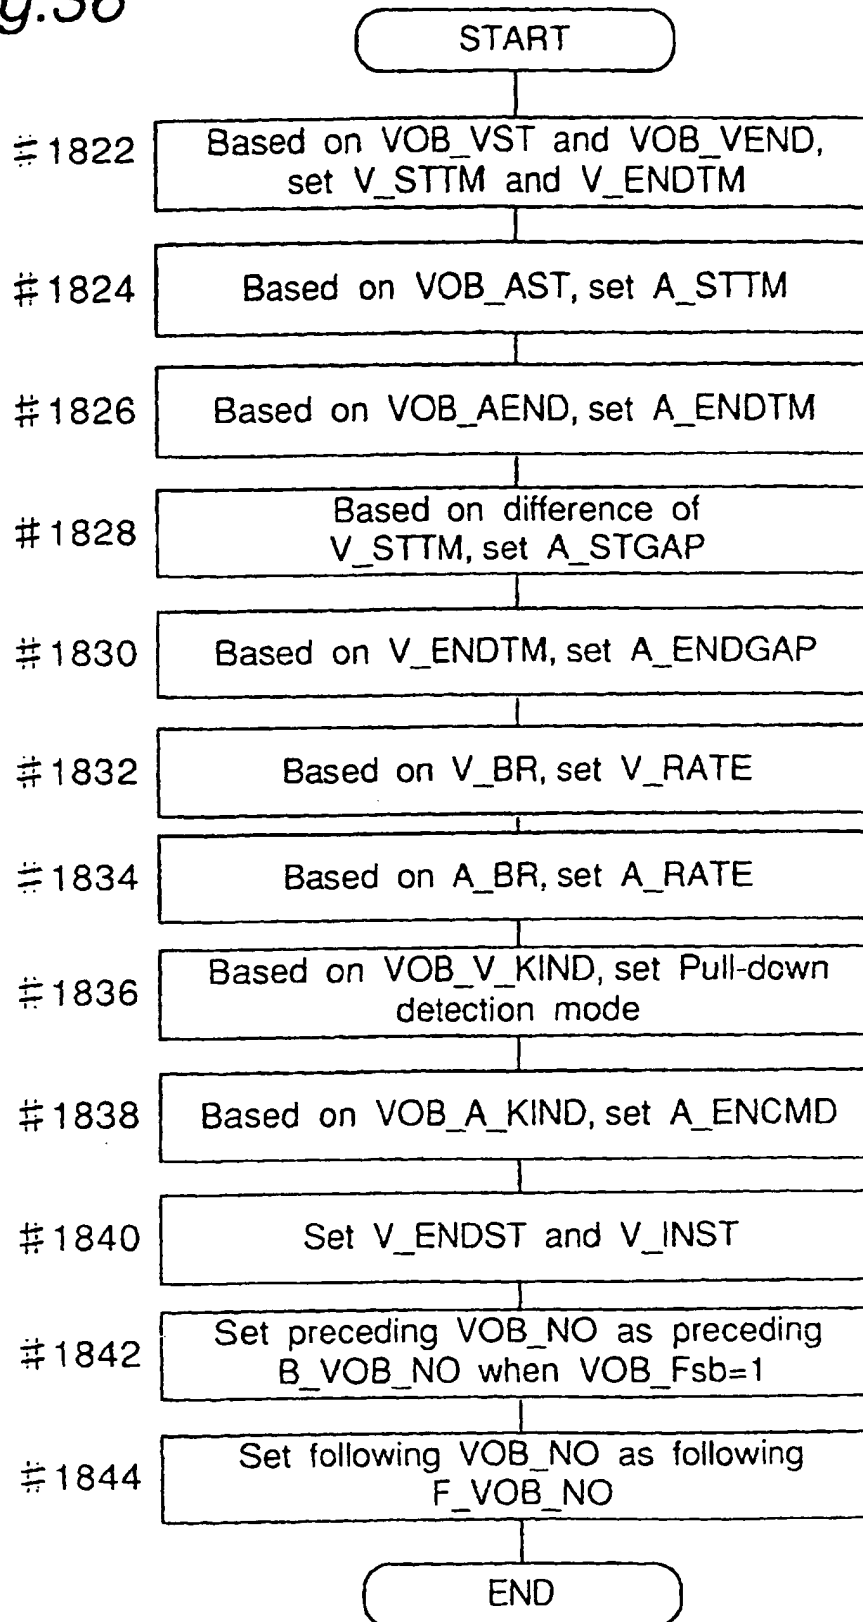 g.36
START
#1822
Based on VOB_VST and VOB_VEND,
set V_STTM and V_ENDTM
#1824
Based on VOB_AST, set A_STTM
#1826
Based on VOB_AEND, set A_ENDTM
#1828
Based on difference of
V_STTM, set A_STGAP
#1830
Based on V_ENDTM, set A_ENDGAP
#1832
Based on V_BR, set V_RATE
#1834
Based on A_BR, set A_RATE
#1836
Based on VOB_V_KIND, set Pull-down
detection mode
#1838
Based on VOB_A_KIND, set A_ENCMD
#1840
Set V_ENDST and V_INST
#1842
Set preceding VOB_NO as preceding
B_VOB_NO when VOB_Fsb=1
#1844
Set following VOB_NO as following
F_VOB_NO
END